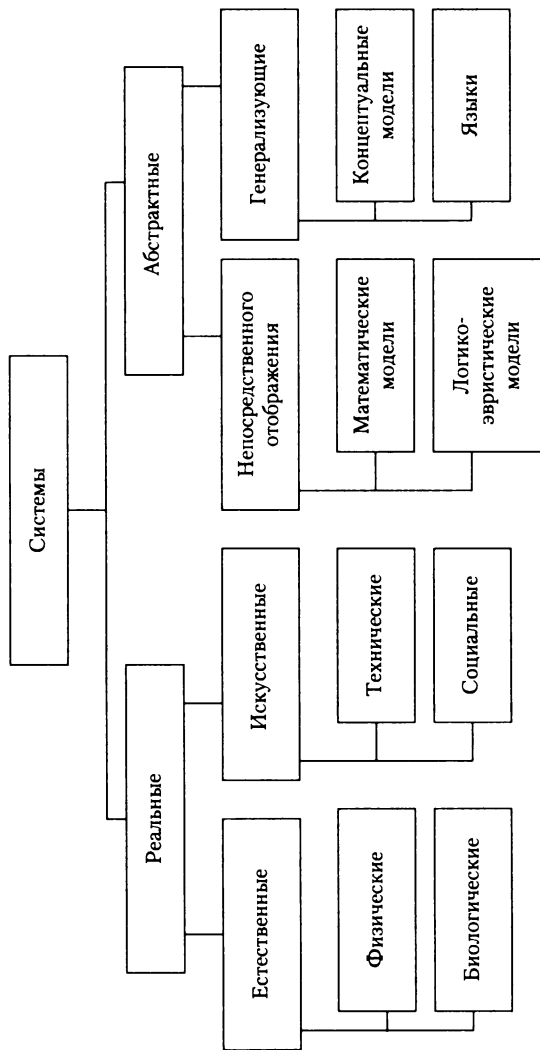 Системы
Реальные
Абстрактные
Естественные
Искусственные
Непосредственного
отображения
Генерализующие
Физические
Технические
Математические
модели
Концептуальные
модели
Биологические
Социальные
Логико-
эвристические
модели
Языки